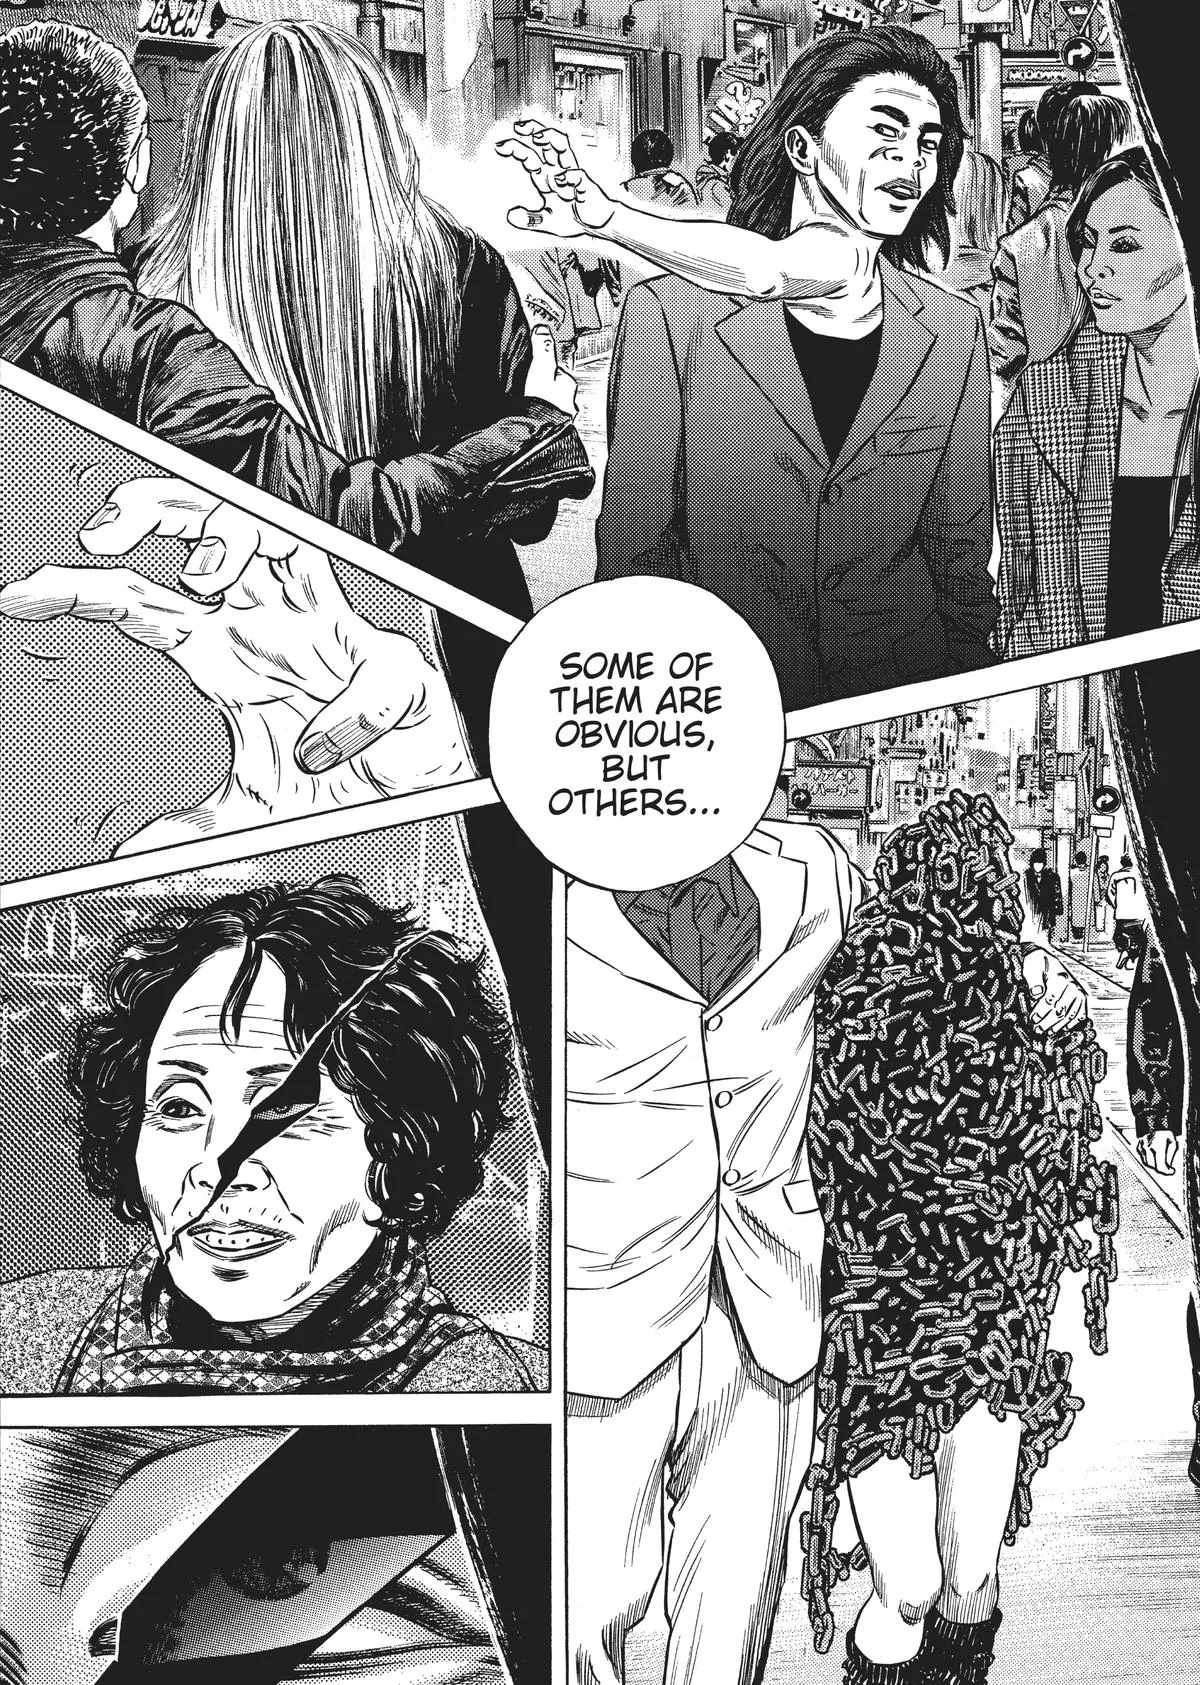 SOME OF
THEM ARE
OBVIOUS,
BUT
OTHERS...